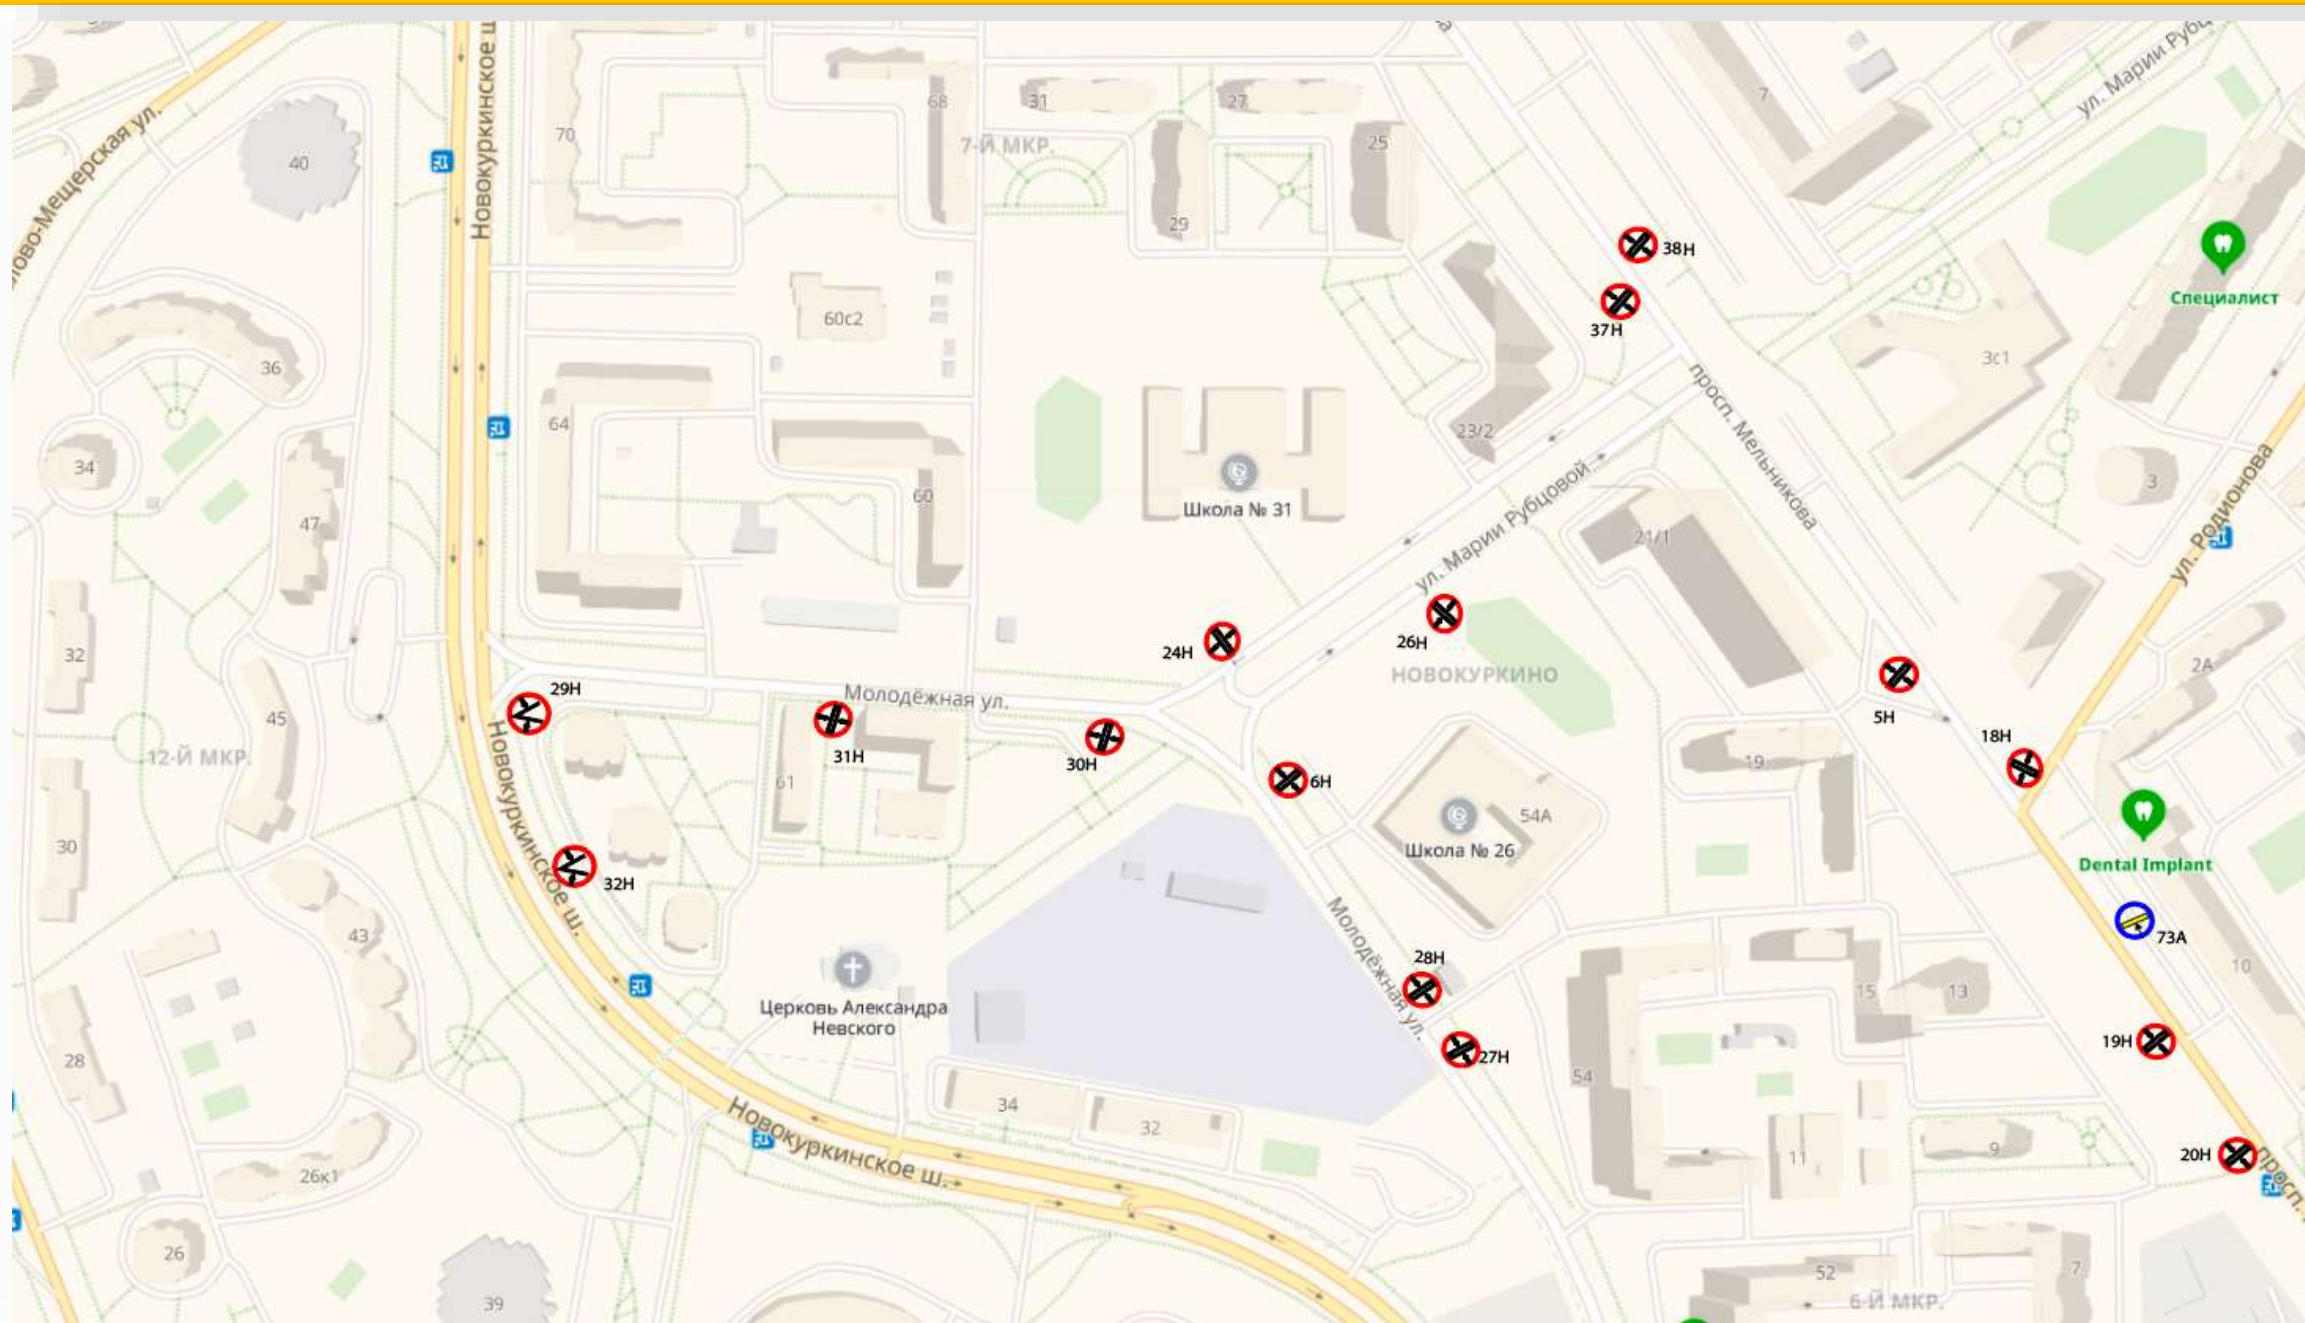 Новокуркинское ш
ул. Марии Рубц
40
70
68
31
27
7
7-Й МКР.
25
29
38Н
37Н
Специалист
60с2
36
3с1
64
просп. Мельникова
23/2
34
47
60
3
Школа № 31
ул. Марии Рубцовой
21/1
ул. Родионова
32
24Н
26Н
НОВОКУРКИНО
2А
29Н
Молодёжная ул.
5Н
18Н
45
12-Й МКР.
31Н
30Н
61
6Н
19
54А
Школа № 26
30
Новокуркинское ш.
Dental Implant
32Н
43
73А
Молодёжная ул.
28Н
10
Церковь Александра
Невского
15
13
28
27Н
19Н
54
34
32
9
11
20Н
просп.
Новокуркинское ш.
26к1
26
39
52
7
6-Й МКР.